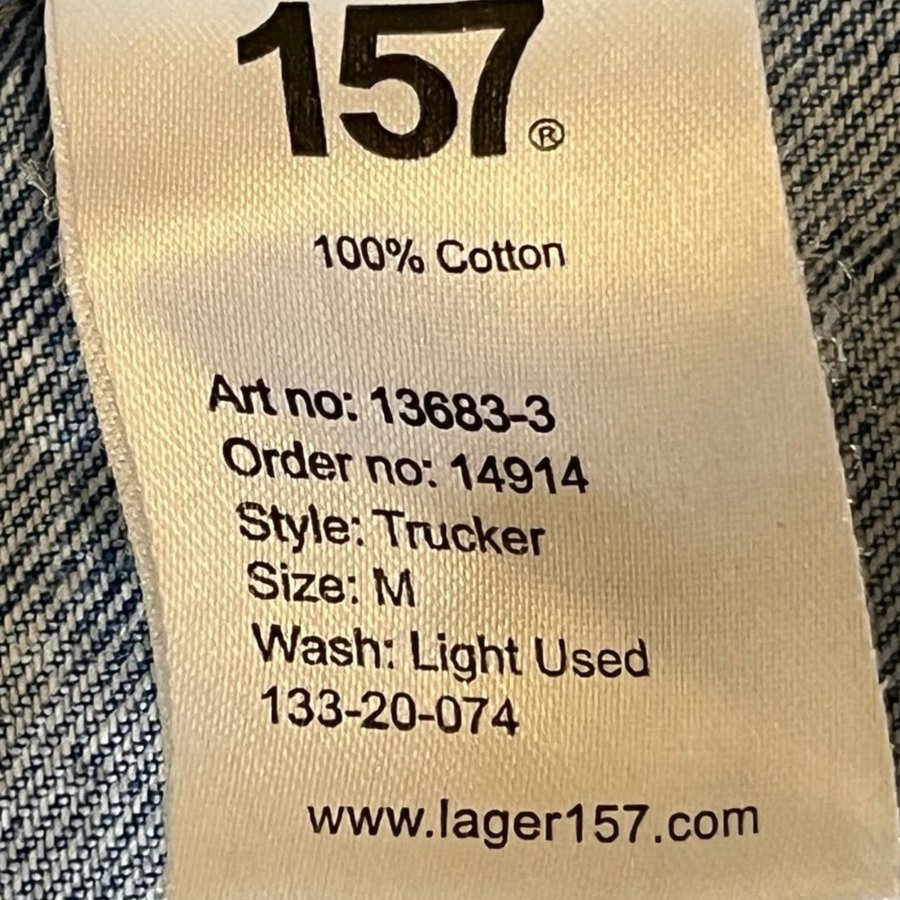 157®
100% Cotton
Art no: 13683-3
Order no: 14914
Style: Trucker
Size: M
Wash: Light Used
133-20-074
www.lager157.com